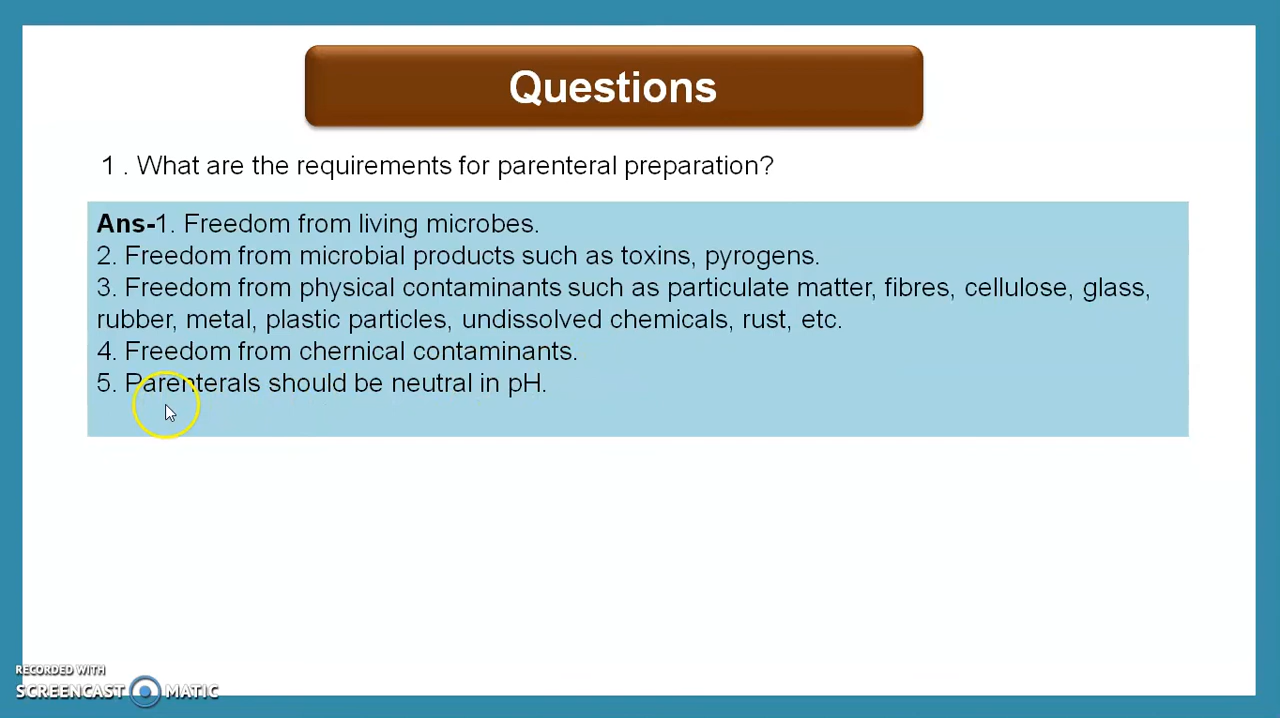 Questions
1 . What are the requirements for parenteral preparation?
Ans-1. Freedom from living microbes.
2. Freedom from microbial products such as toxins, pyrogens.
3. Freedom from physical contaminants such as particulate matter, fibres, cellulose, glass,
rubber, metal, plastic particles, undissolved chemicals, rust, etc.
4. Freedom from chernical contaminants.
5. Parenterals should be neutral in pH.
RECORDED WITH
SCREENCAST MATIC